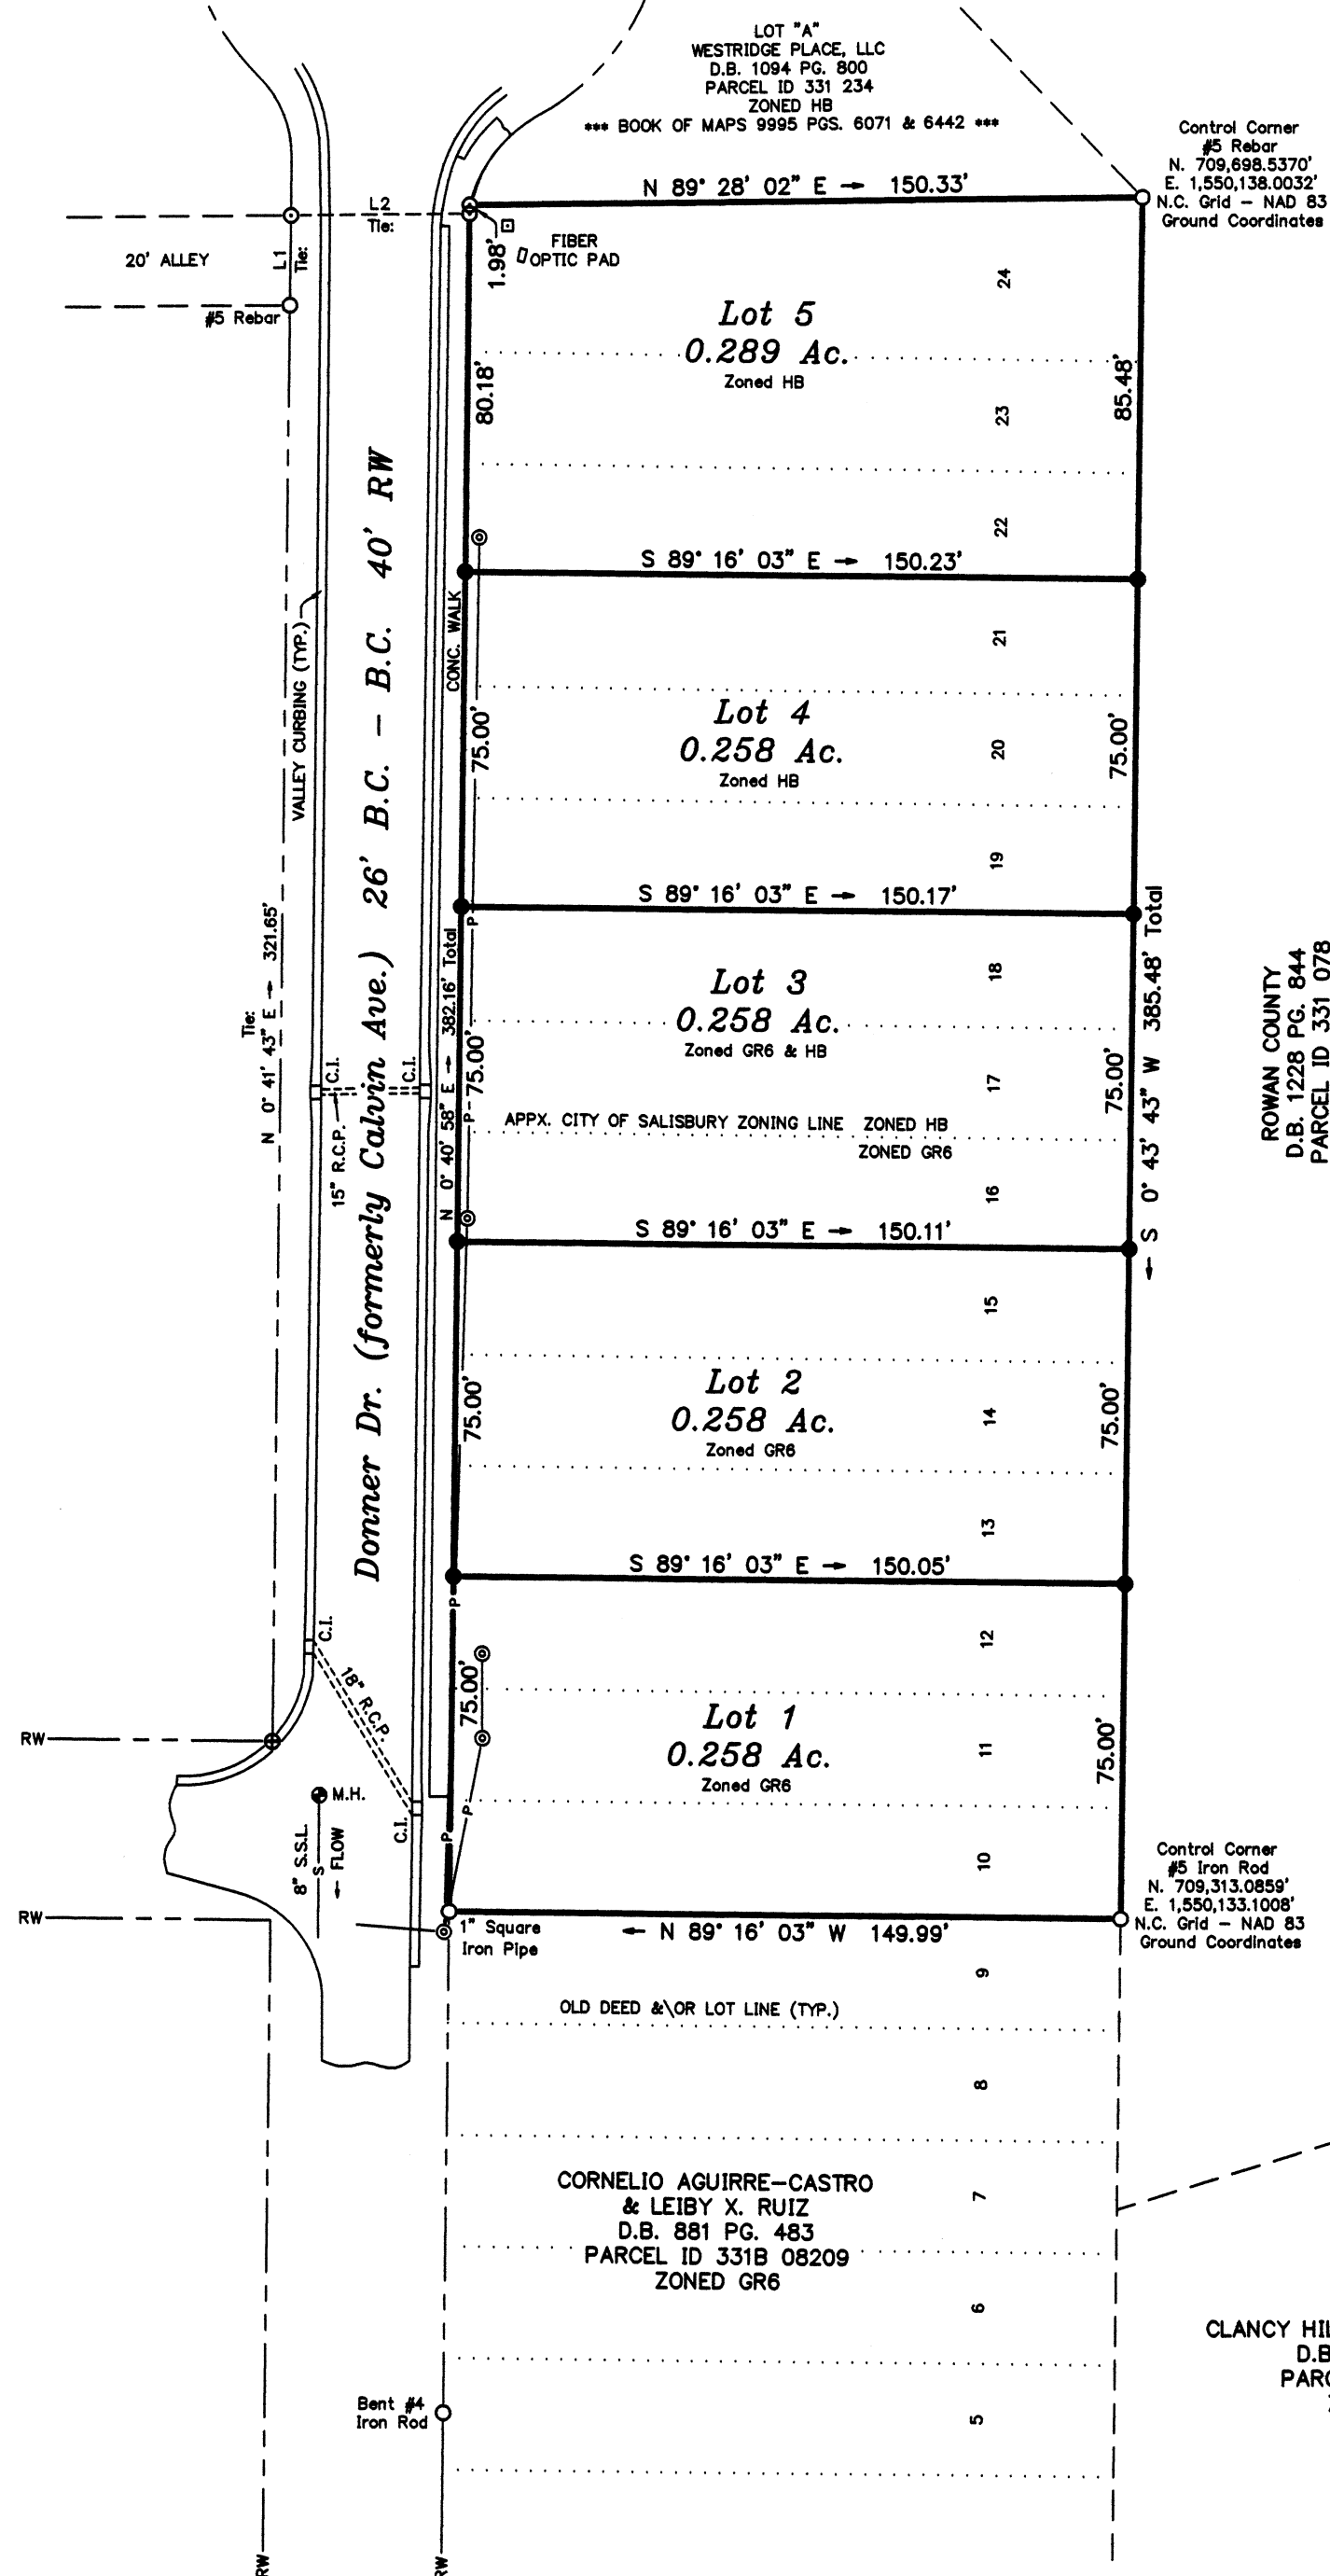 LOT "A"
WESTRIDGE PLACE, LLC
D.B. 1094 PG. 800
PARCEL ID 331 234
ZONED HB
*** BOOK OF MAPS 9995 PGS. 6071 & 6442 ***
Control Corner
#5 Rebar
N. 709,698.5370'
E. 1,550,138.0032'
N.C. Grid – NAD 83
Ground Coordinates
N 89° 28' 02" E → 150.33'
L2
Tie:
L1
Tie:
20' ALLEY
#5 Rebar
1.98'
FIBER
OPTIC PAD
24
Lot 5
0.289 Ac.
Zoned HB
80.18'
85.48'
23
22
S 89° 16' 03" E → 150.23'
VALLEY CURBING (TYP.)
CONC. WALK
21
Lot 4
0.258 Ac.
Zoned HB
75.00'
75.00'
20
19
S 89° 16' 03" E → 150.17'
P
18
Lot 3
0.258 Ac.
Zoned GR6 & HB
75.00'
75.00'
17
P
APPX. CITY OF SALISBURY ZONING LINE ZONED HB
ZONED GR6
16
S 89° 16' 03" E → 150.11'
Tie:
N 0° 41' 43" E → 321.65'
Donner Dr. (formerly Calvin Ave.) 26' B.C. – B.C. 40' RW
N 0° 40' 58" E → 382.16' Total
← S 0° 43' 43" W 385.48' Total
ROWAN COUNTY
D.B. 1228 PG. 844
PARCEL ID 331 078
C.I.
C.I.
15" R.C.P.
15
Lot 2
0.258 Ac.
Zoned GR6
75.00'
75.00'
14
13
S 89° 16' 03" E → 150.05'
P
12
Lot 1
0.258 Ac.
Zoned GR6
75.00'
75.00'
11
P
P
10
C.I.
18" R.C.P.
C.I.
RW
M.H.
8" S.S.L.
S
← FLOW
RW
1" Square
Iron Pipe
← N 89° 16' 03" W 149.99'
Control Corner
#5 Iron Rod
N. 709,313.0859'
E. 1,550,133.1008'
N.C. Grid – NAD 83
Ground Coordinates
9
OLD DEED &\OR LOT LINE (TYP.)
8
CORNELIO AGUIRRE–CASTRO
& LEIBY X. RUIZ
D.B. 881 PG. 483
PARCEL ID 331B 08209
ZONED GR6
7
6
5
CLANCY HIL
D.B
PARC
Bent #4
Iron Rod
RW
RW